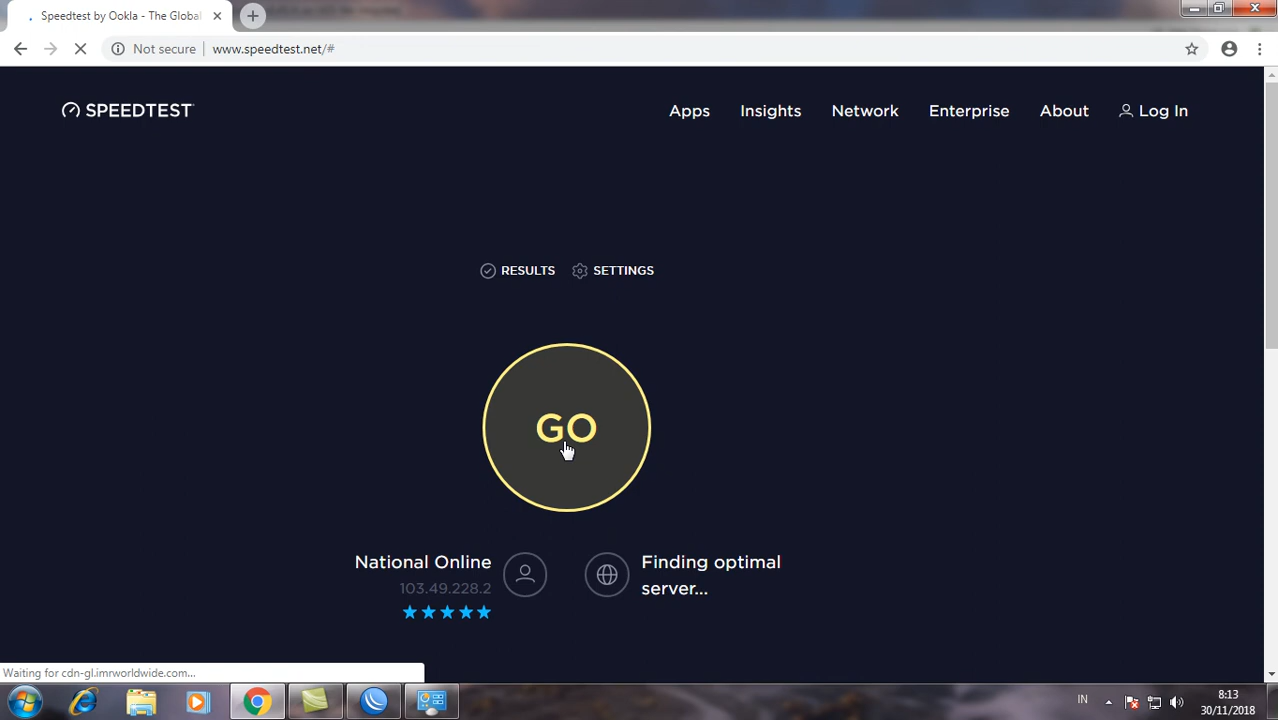 Speedtest by Ookla - The Global
Not secure
www.speedtest.net/#
SPEEDTEST
Apps
Insights
Network
Enterprise
About
Log In
RESULTS
SETTINGS
GO
National Online
103.49.228.2
Finding optimal
server...
Waiting for cdn-gl.imrworldwide.com...
IN
8:13
30/11/2018